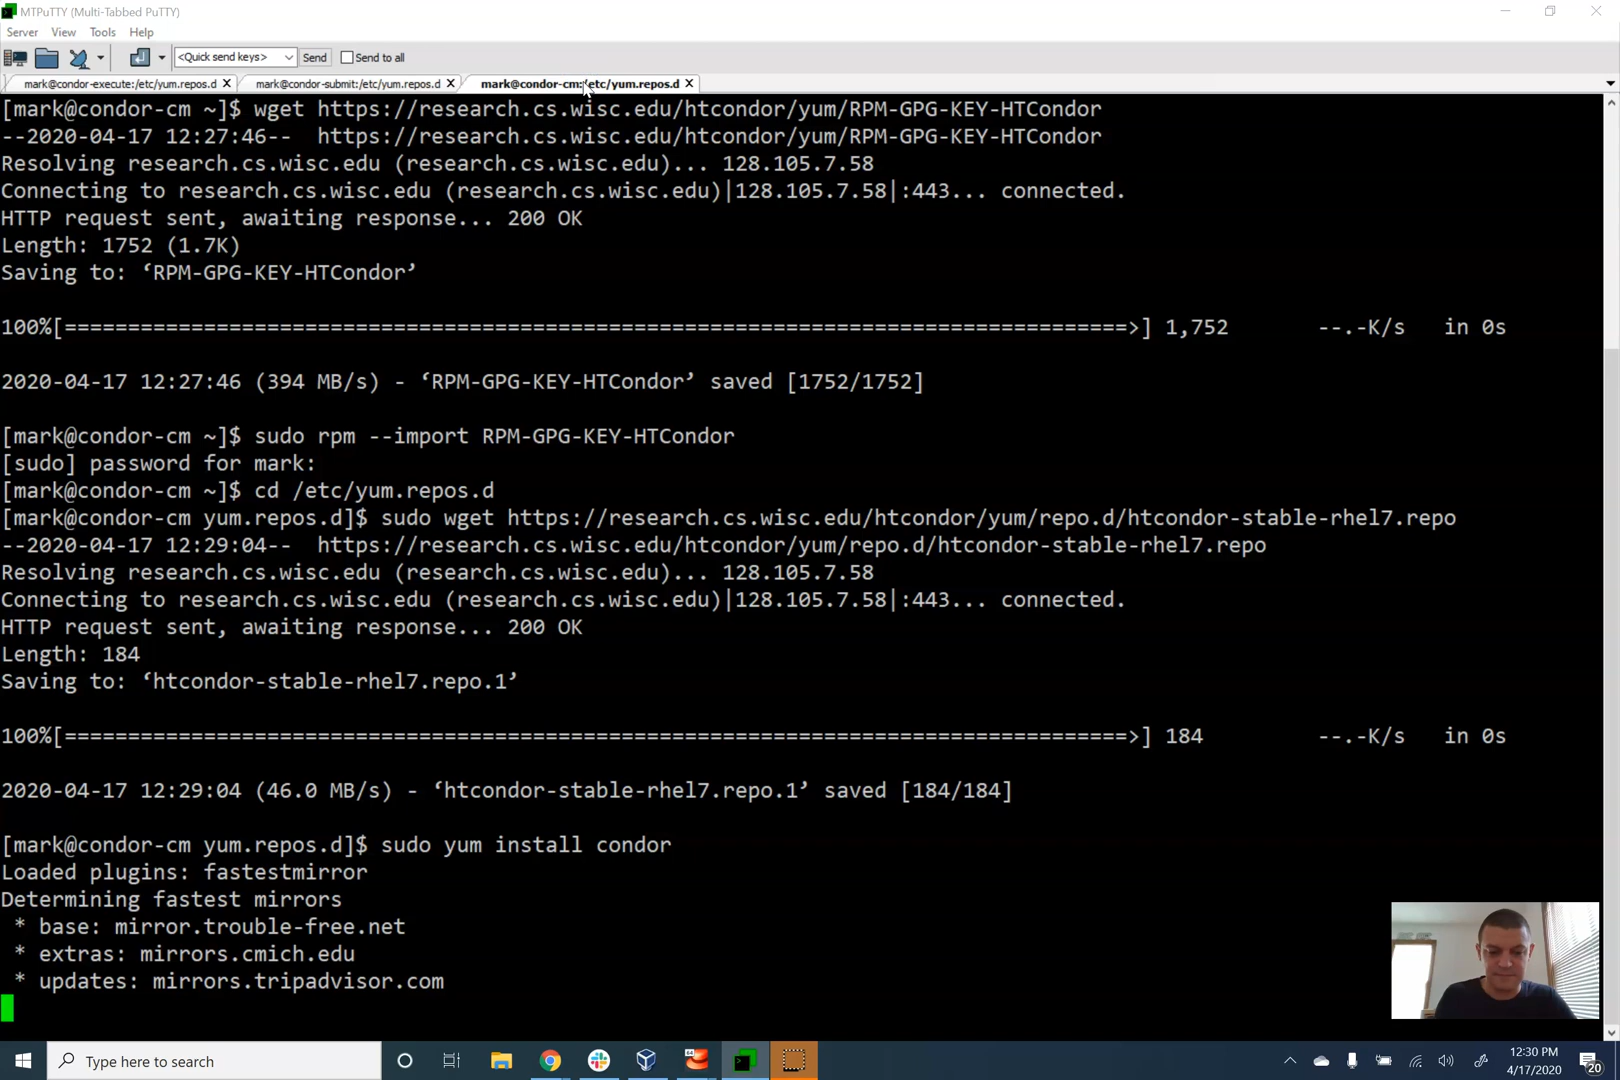 MTPuTTY (Multi-Tabbed PuTTY)
Server View Tools Help
<Quick send keys> Send Send to all
mark@condor-execute:/etc/yum.repos.d mark@condor-submit:/etc/yum.repos.d mark@condor-cm:/etc/yum.repos.d
[mark@condor-cm ~]$ wget https://research.cs.wisc.edu/htcondor/yum/RPM-GPG-KEY-HTCondor
--2020-04-17 12:27:46-- https://research.cs.wisc.edu/htcondor/yum/RPM-GPG-KEY-HTCondor
Resolving research.cs.wisc.edu (research.cs.wisc.edu)... 128.105.7.58
Connecting to research.cs.wisc.edu (research.cs.wisc.edu)|128.105.7.58|:443... connected.
HTTP request sent, awaiting response... 200 OK
Length: 1752 (1.7K)
Saving to: ‘RPM-GPG-KEY-HTCondor’
100%[====================================================================================>] 1,752 --.-K/s in 0s
2020-04-17 12:27:46 (394 MB/s) - ‘RPM-GPG-KEY-HTCondor’ saved [1752/1752]
[mark@condor-cm ~]$ sudo rpm --import RPM-GPG-KEY-HTCondor
[sudo] password for mark:
[mark@condor-cm ~]$ cd /etc/yum.repos.d
[mark@condor-cm yum.repos.d]$ sudo wget https://research.cs.wisc.edu/htcondor/yum/repo.d/htcondor-stable-rhel7.repo
--2020-04-17 12:29:04-- https://research.cs.wisc.edu/htcondor/yum/repo.d/htcondor-stable-rhel7.repo
Resolving research.cs.wisc.edu (research.cs.wisc.edu)... 128.105.7.58
Connecting to research.cs.wisc.edu (research.cs.wisc.edu)|128.105.7.58|:443... connected.
HTTP request sent, awaiting response... 200 OK
Length: 184
Saving to: ‘htcondor-stable-rhel7.repo.1’
100%[====================================================================================>] 184 --.-K/s in 0s
2020-04-17 12:29:04 (46.0 MB/s) - ‘htcondor-stable-rhel7.repo.1’ saved [184/184]
[mark@condor-cm yum.repos.d]$ sudo yum install condor
Loaded plugins: fastestmirror
Determining fastest mirrors
* base: mirror.trouble-free.net
* extras: mirrors.cmich.edu
* updates: mirrors.tripadvisor.com
Type here to search
12:30 PM
4/17/2020
20